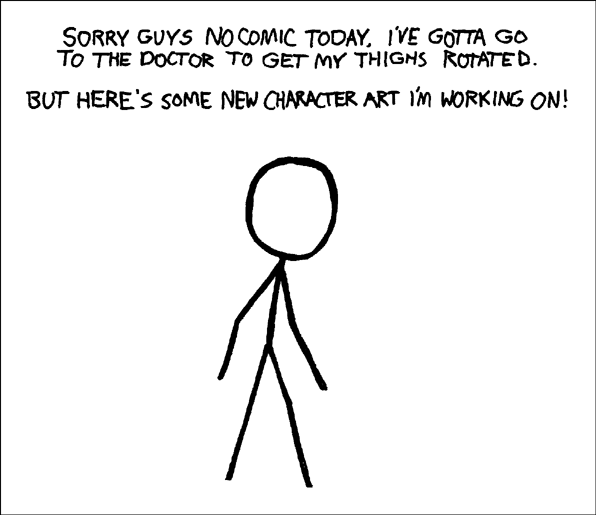 SORRY GUYS NO COMIC TODAY. I'VE GOTTA GO
TO THE DOCTOR TO GET MY THIGHS ROTATED.
BUT HERE'S SOME NEW CHARACTER ART I'M WORKING ON!